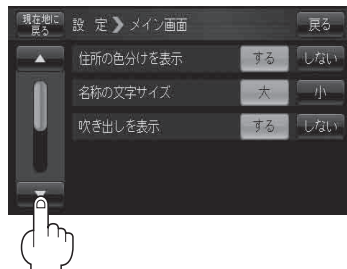 現在地に
戻る
設 定 メイン画面 戻る
住所の色分けを表示 する しない
名称の文字サイズ 大 小
吹き出しを表示 する しない